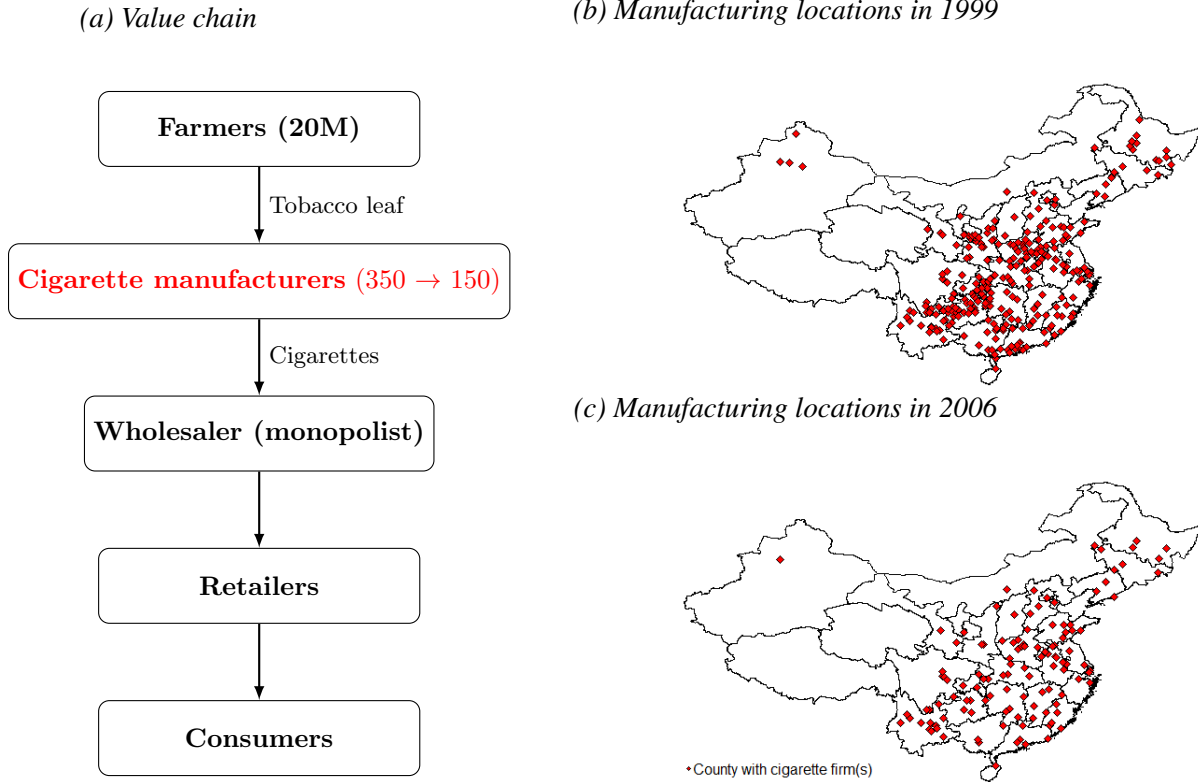 (a) Value chain
Farmers (20M)
Tobacco leaf
Cigarette manufacturers (350 → 150)
Cigarettes
Wholesaler (monopolist)
Retailers
Consumers
(b) Manufacturing locations in 1999
(c) Manufacturing locations in 2006
County with cigarette firm(s)